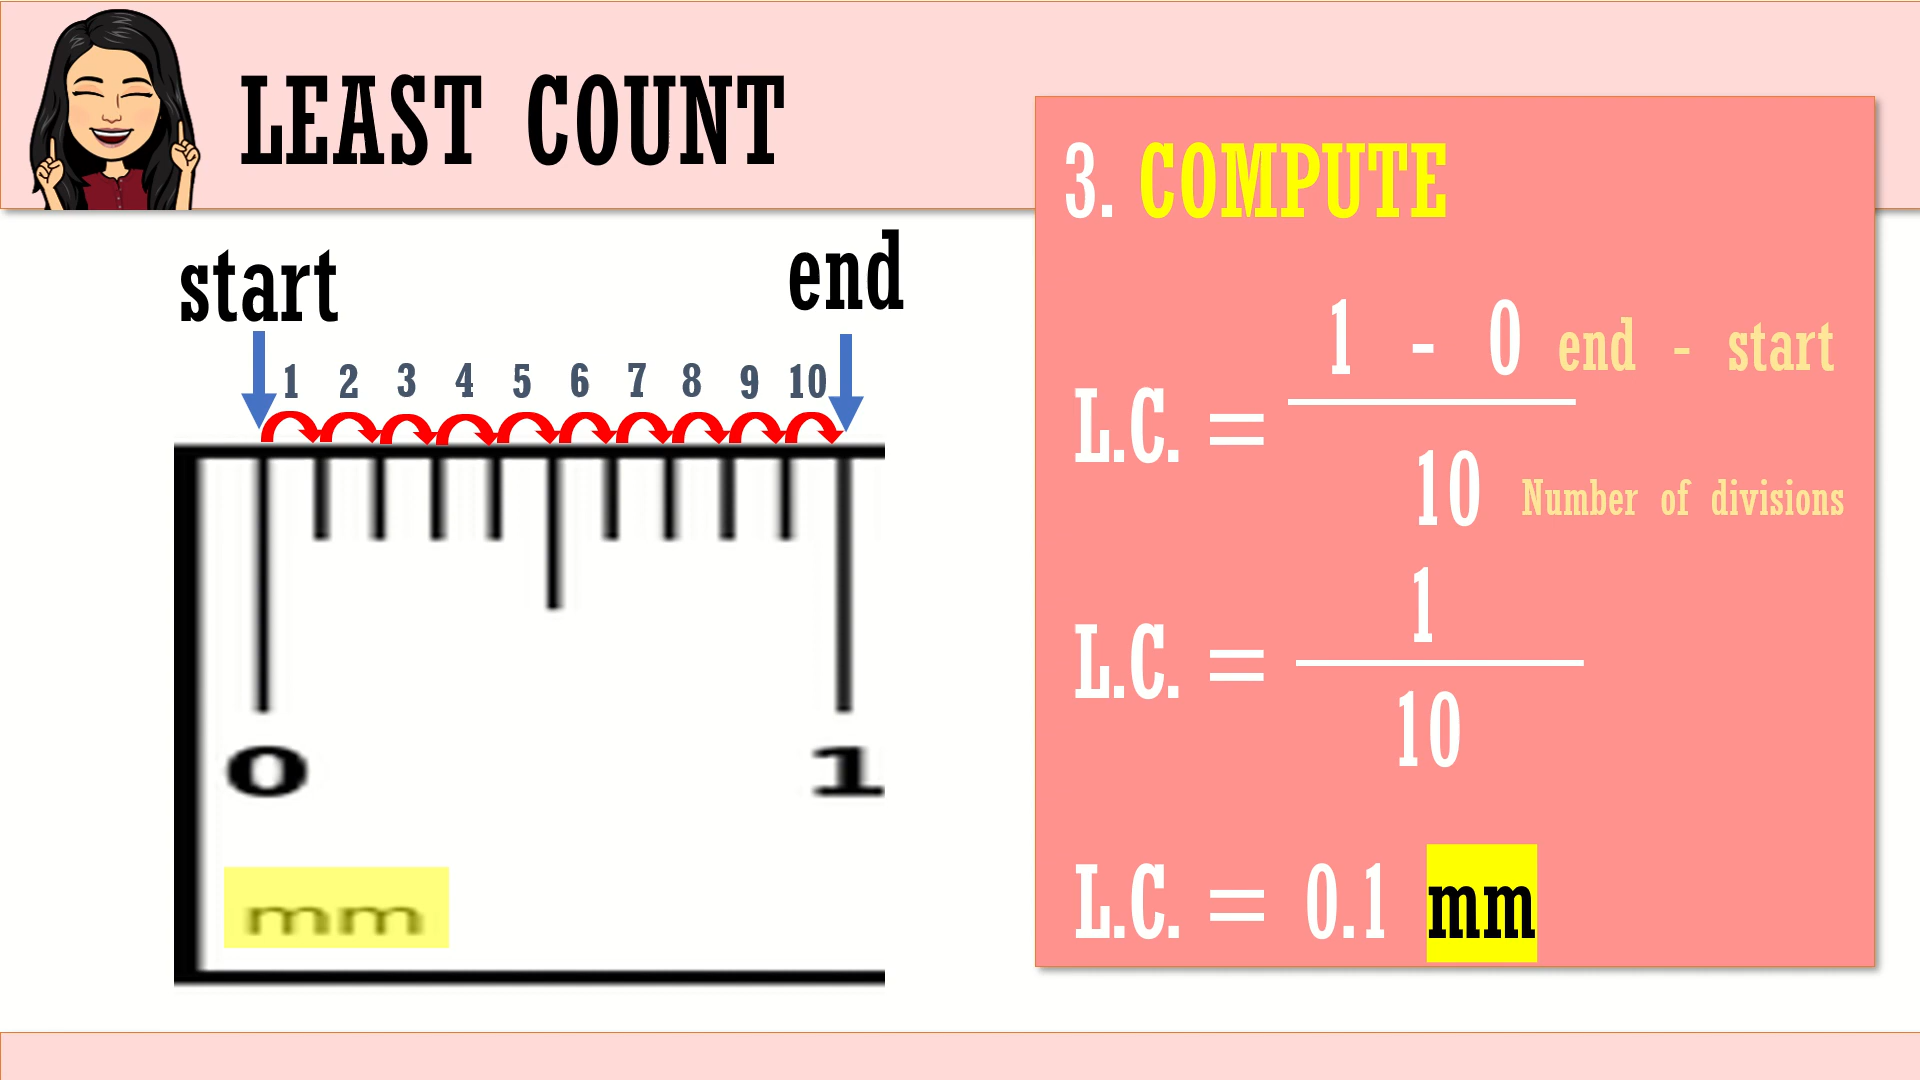 LEAST COUNT
start
end
1 2 3 4 5 6 7 8 9 10
0 1
mm
3. COMPUTE
1 - 0 end - start
L.C. =
10 Number of divisions
1
L.C. =
10
L.C. = 0.1 mm